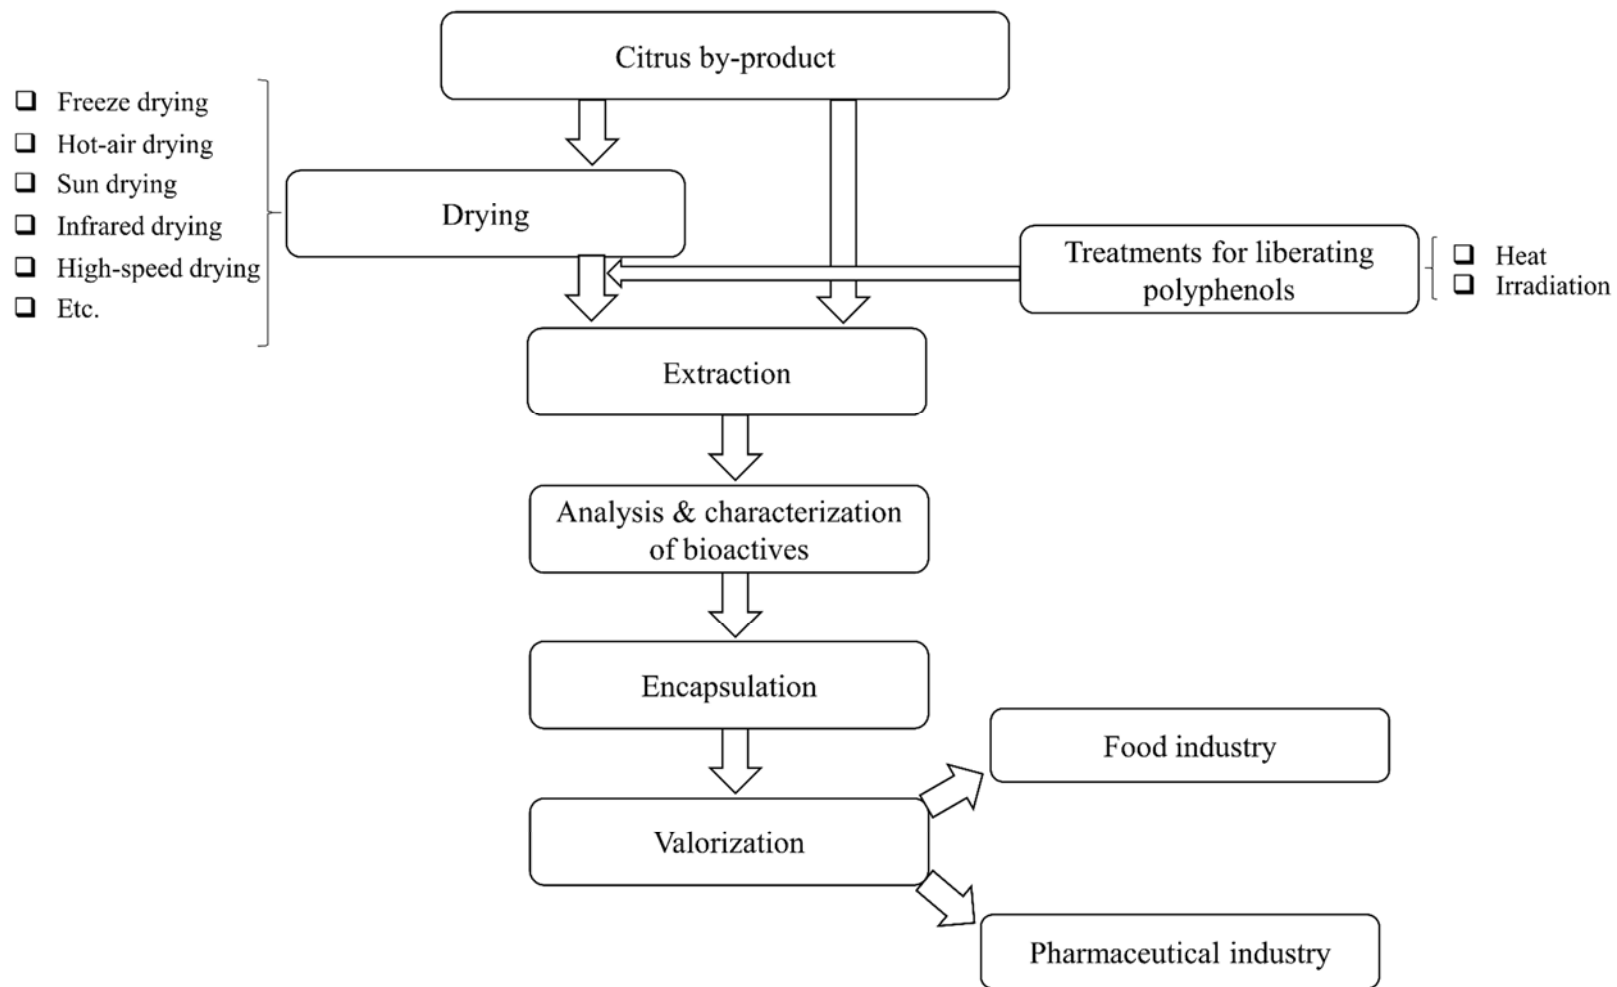 Citrus by-product
Freeze drying
Hot-air drying
Sun drying
Infrared drying
High-speed drying
Etc.
Drying
Treatments for liberating
polyphenols
Heat
Irradiation
Extraction
Analysis & characterization
of bioactives
Encapsulation
Valorization
Food industry
Pharmaceutical industry